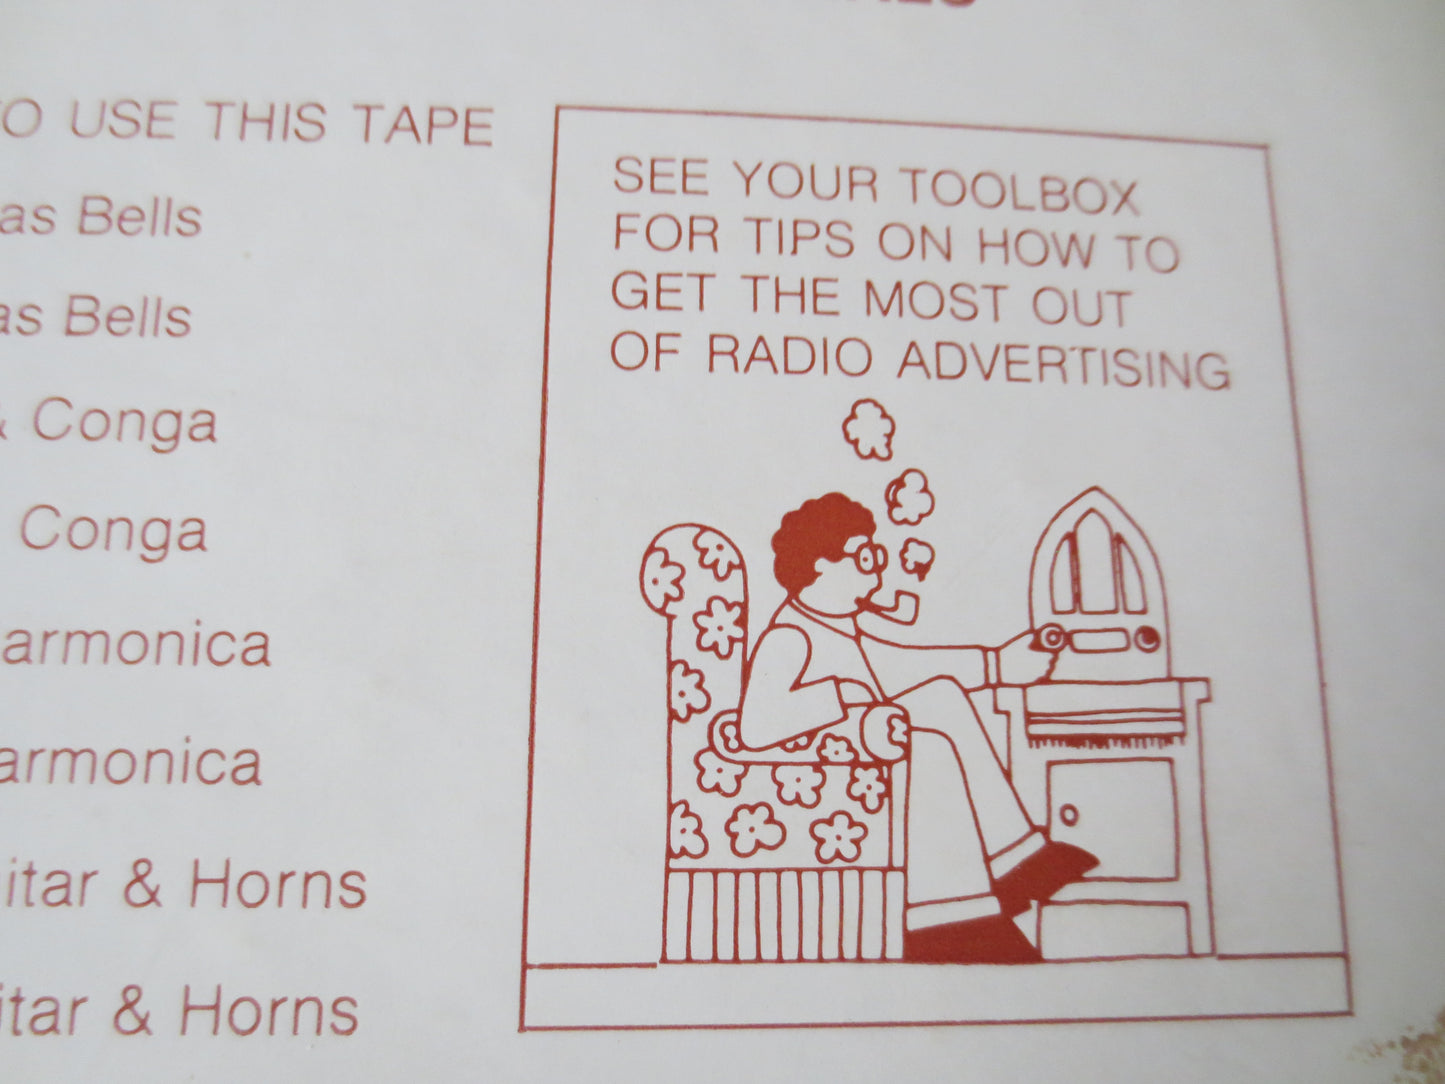 TO USE THIS TAPE
as Bells
as Bells
& Conga
Conga
armonica
armonica
itar & Horns
itar & Horns
SEE YOUR TOOLBOX
FOR TIPS ON HOW TO
GET THE MOST OUT
OF RADIO ADVERTISING